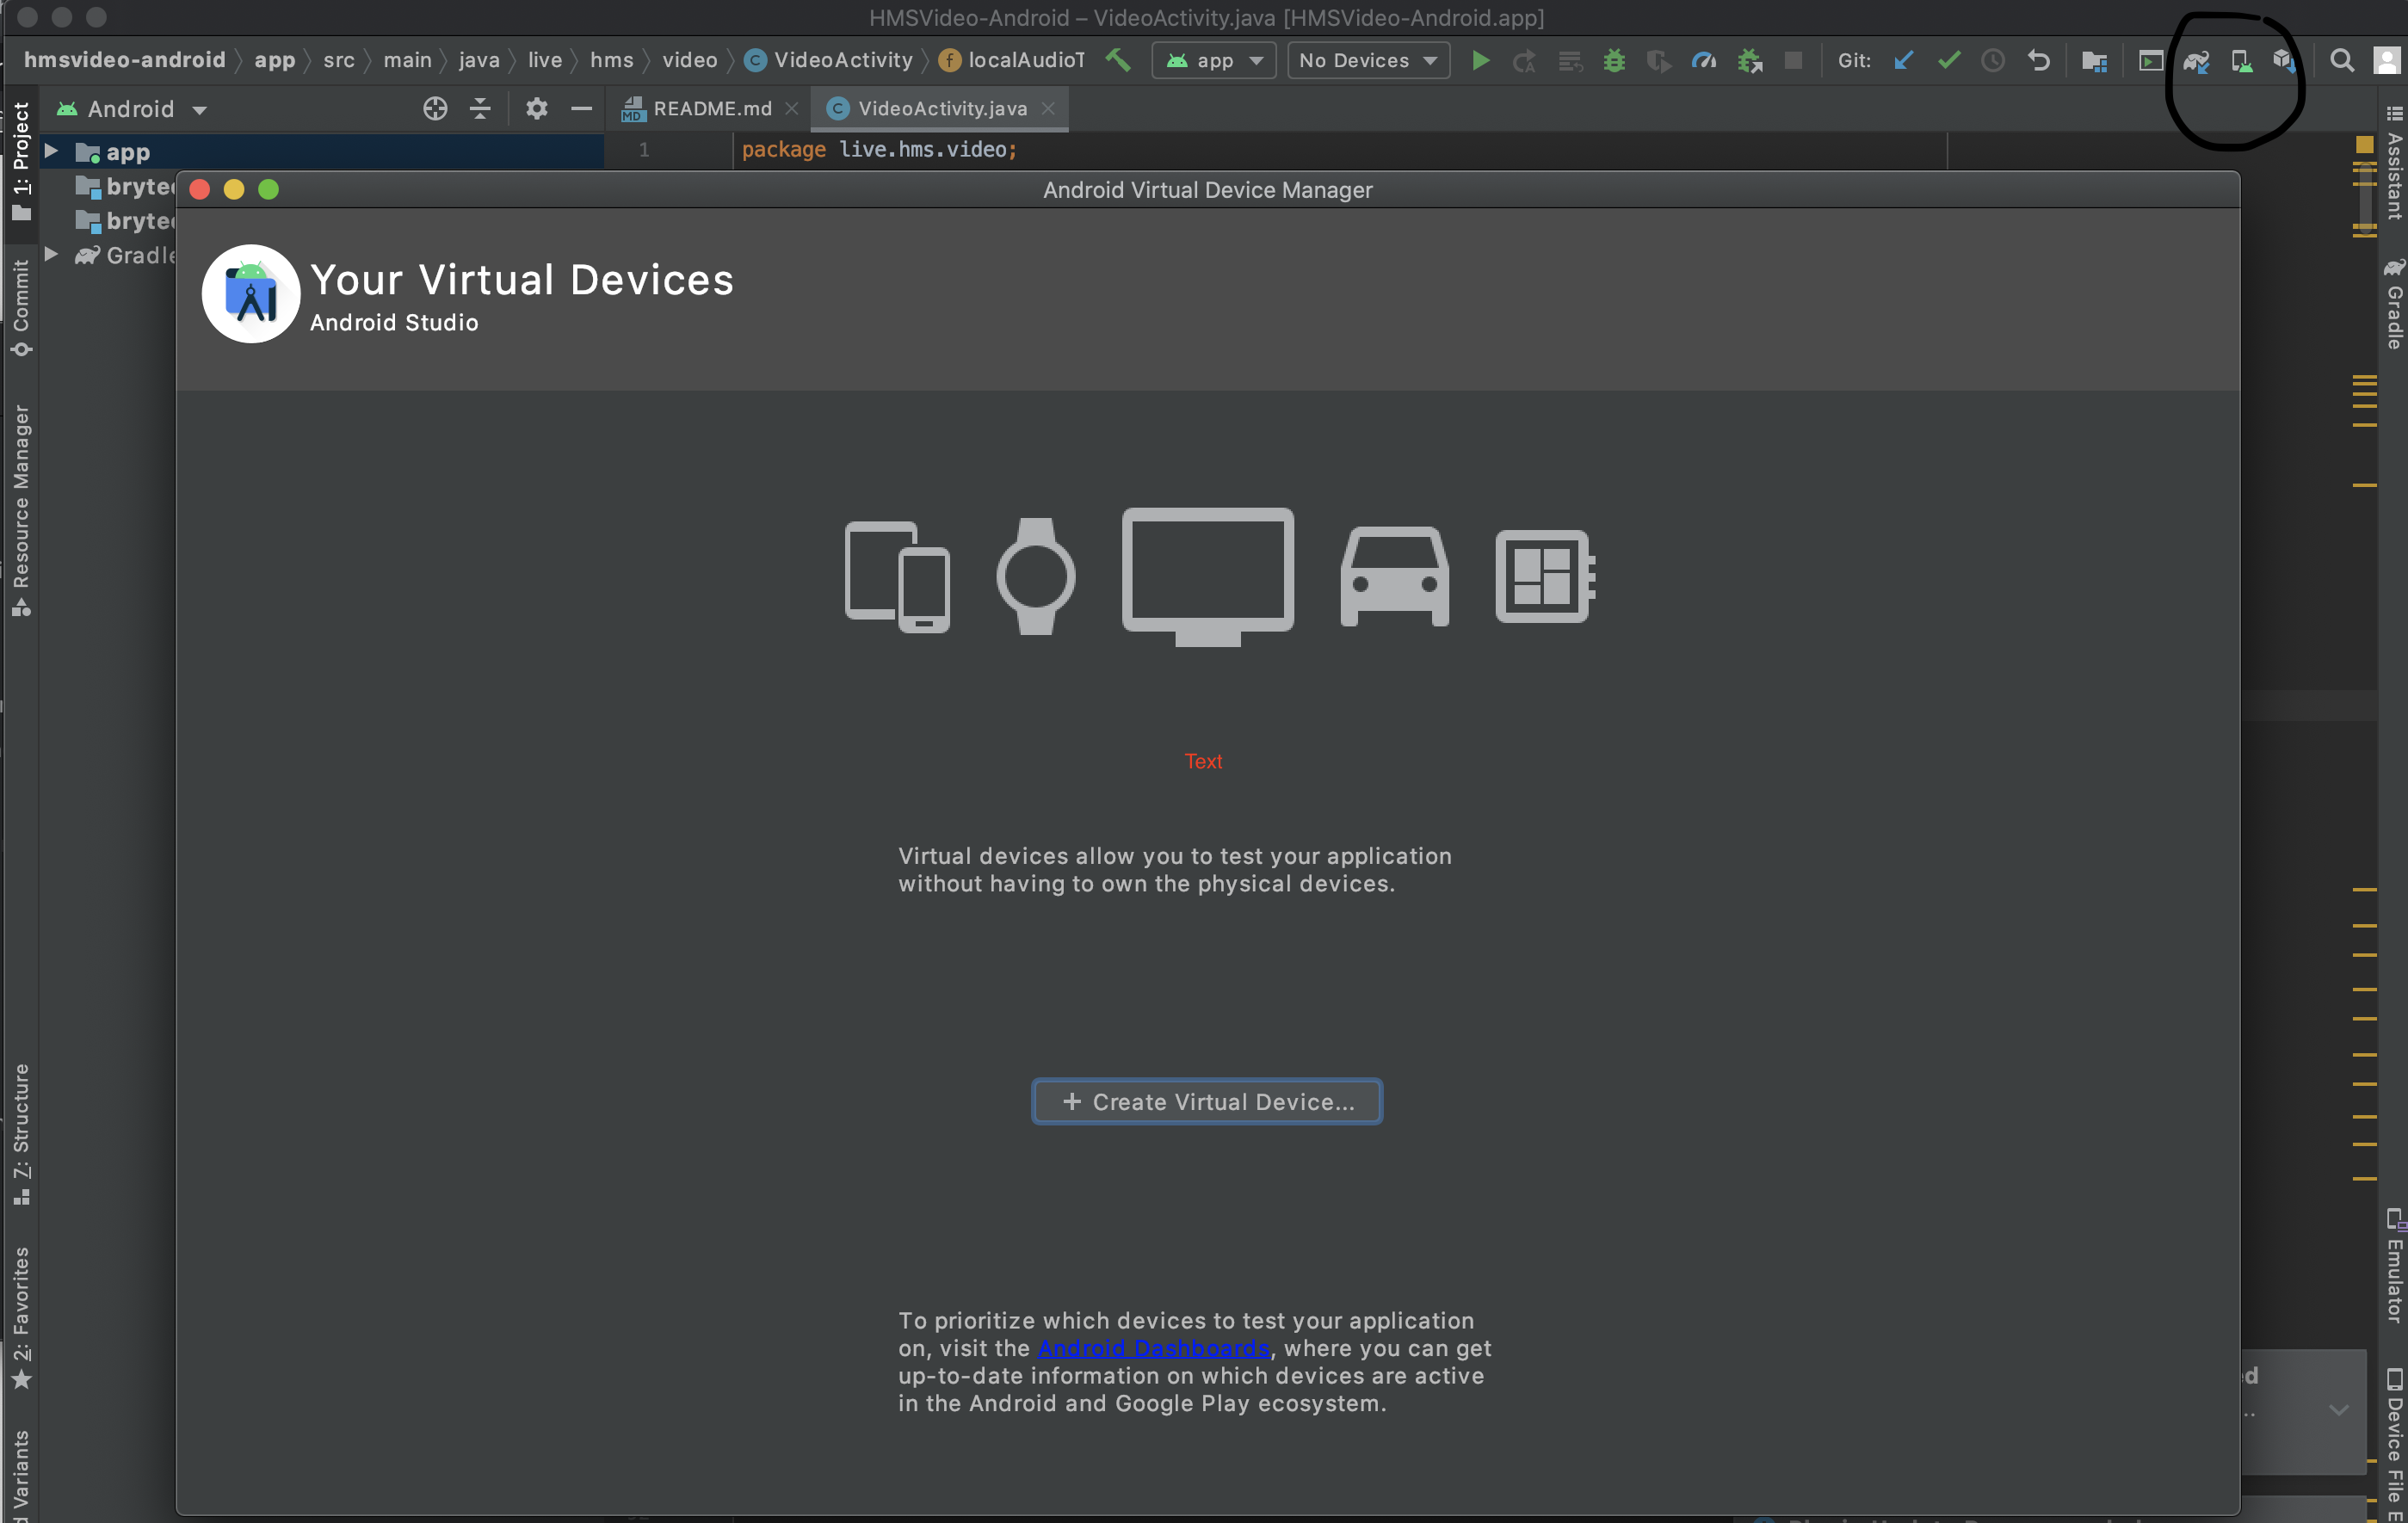 HMSVideo-Android – VideoActivity.java [HMSVideo-Android.app]
hmsvideo-android app src main java live hms video VideoActivity localAudioT app No Devices Git:
Android
README.md VideoActivity.java
app
1 package live.hms.video;
Gradle
1: Project
Commit
Resource Manager
7: Structure
2: Favorites
Variants
Android Virtual Device Manager
Your Virtual Devices
Android Studio
Text
Virtual devices allow you to test your application
without having to own the physical devices.
+ Create Virtual Device...
To prioritize which devices to test your application
on, visit the Android Dashboards, where you can get
up-to-date information on which devices are active
in the Android and Google Play ecosystem.
Assistant
Gradle
Emulator
Device File E